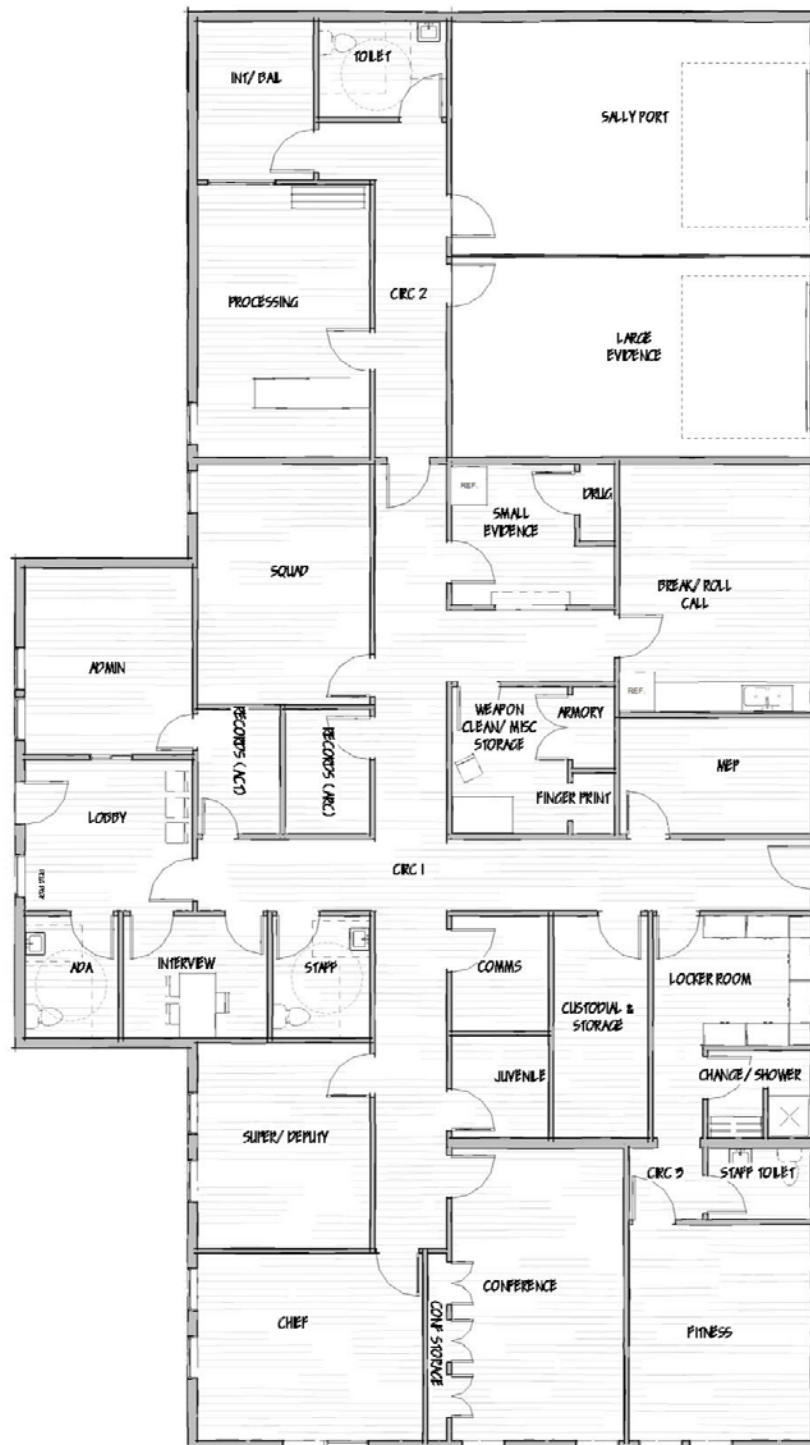 INT/ BAIL
TOILET
SALLY PORT
PROCESSING
CIRC 2
LARGE
EVIDENCE
REF.
DRUG
SMALL
EVIDENCE
SQUAD
BREAK/ ROLL
CALL
ADMIN
REF.
WEAPON
CLEAN/ MISC
STORAGE
ARMORY
RECORDS (ACT)
RECORDS (ARC)
MEP
FINGER PRINT
LOBBY
CIRC 1
ADA
INTERVIEW
STAFF
COMMS
CUSTODIAL &
STORAGE
LOCKER ROOM
JUVENILE
CHANGE/ SHOWER
SUPER/ DEPUTY
CIRC 3
STAFF TOILET
CONFERENCE
CHIEF
CONF STORAGE
FITNESS